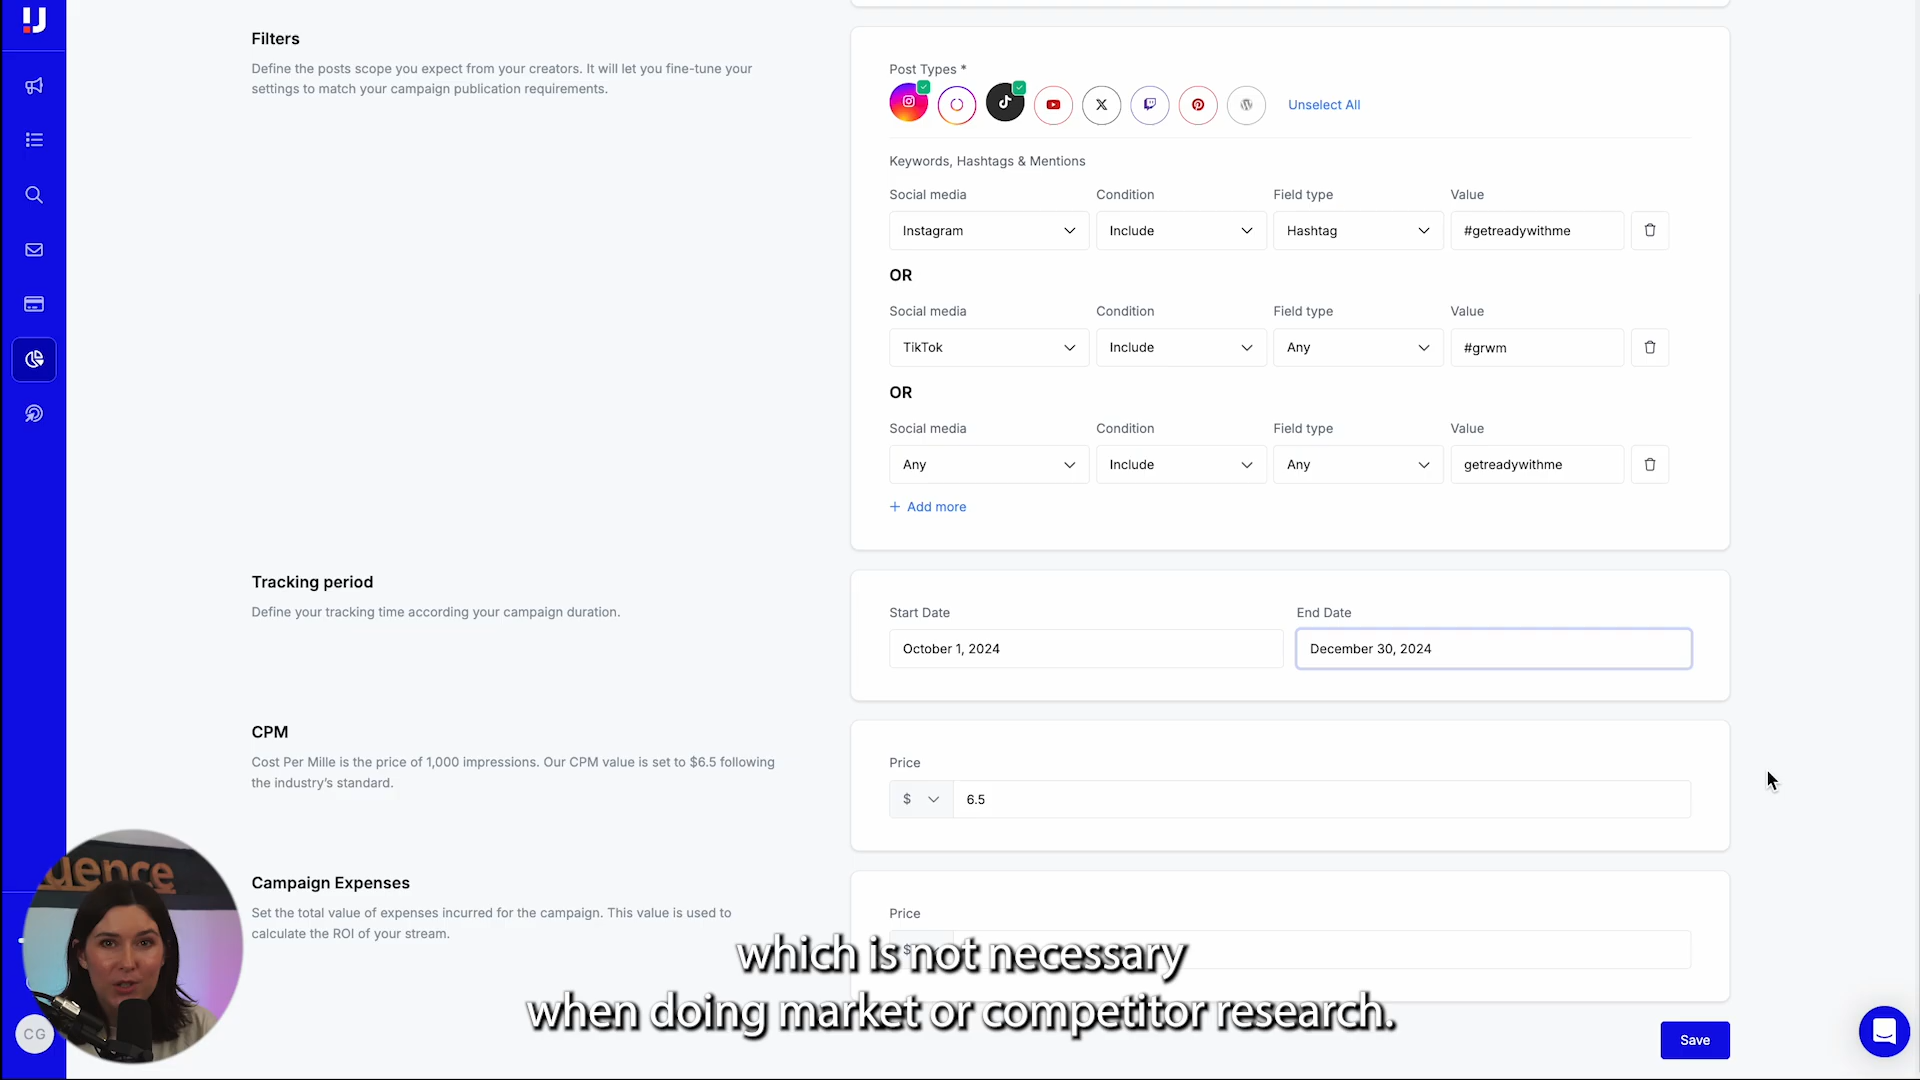 Filters
Define the posts scope you expect from your creators. It will let you fine-tune your
settings to match your campaign publication requirements.
Post Types *
Unselect All
Keywords, Hashtags & Mentions
Social media Condition Field type Value
Instagram Include Hashtag #getreadywithme
OR
Social media Condition Field type Value
TikTok Include Any #grwm
OR
Social media Condition Field type Value
Any Include Any getreadywithme
+ Add more
Tracking period
Define your tracking time according your campaign duration.
Start Date End Date
October 1, 2024 December 30, 2024
CPM
Cost Per Mille is the price of 1,000 impressions. Our CPM value is set to $6.5 following
the industry’s standard.
Price
$ 6.5
Campaign Expenses
Set the total value of expenses incurred for the campaign. This value is used to
calculate the ROI of your stream.
Price
$
which is not necessary
when doing market or competitor research.
Save
CG
uence